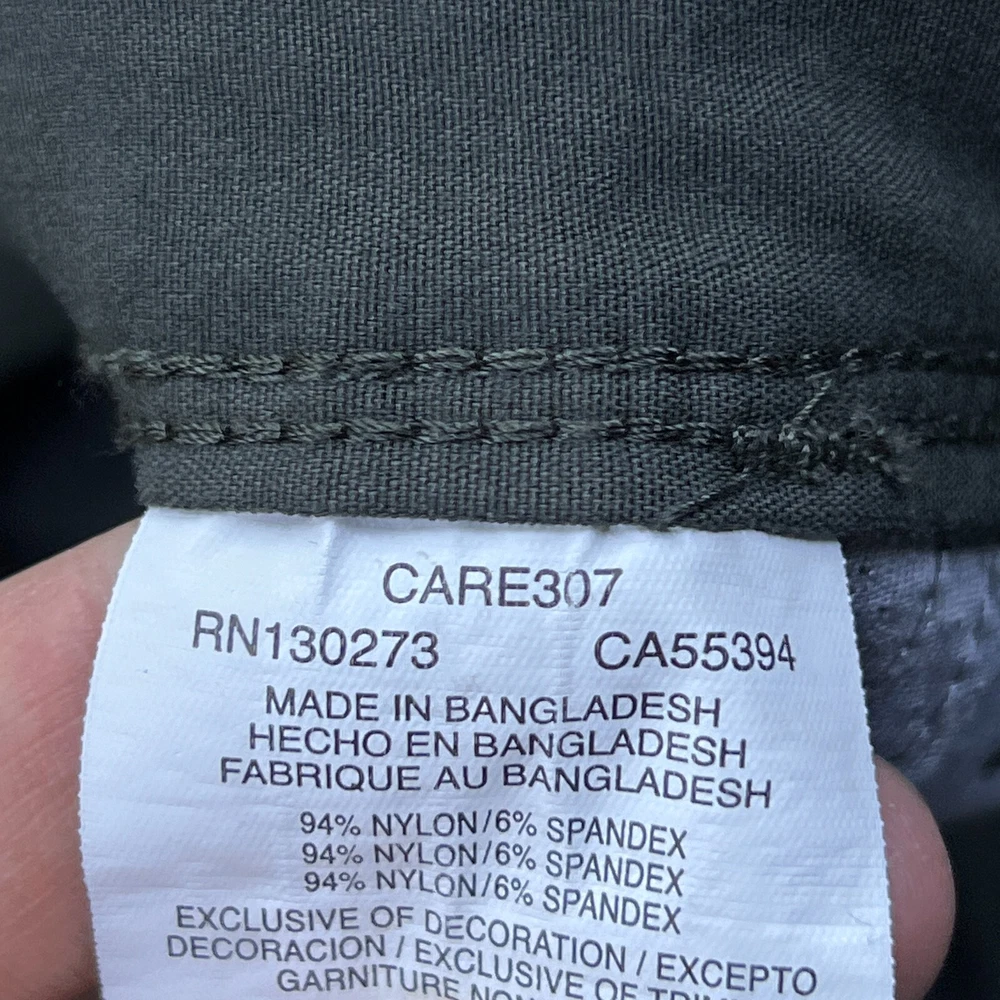 CARE307
RN130273 CA55394
MADE IN BANGLADESH
HECHO EN BANGLADESH
FABRIQUE AU BANGLADESH
94% NYLON/6% SPANDEX
94% NYLON/6% SPANDEX
94% NYLON/6% SPANDEX
EXCLUSIVE OF DECORATION / EXCEPTO
DECORACION / EXCLUSIVE OF
GARNITURE